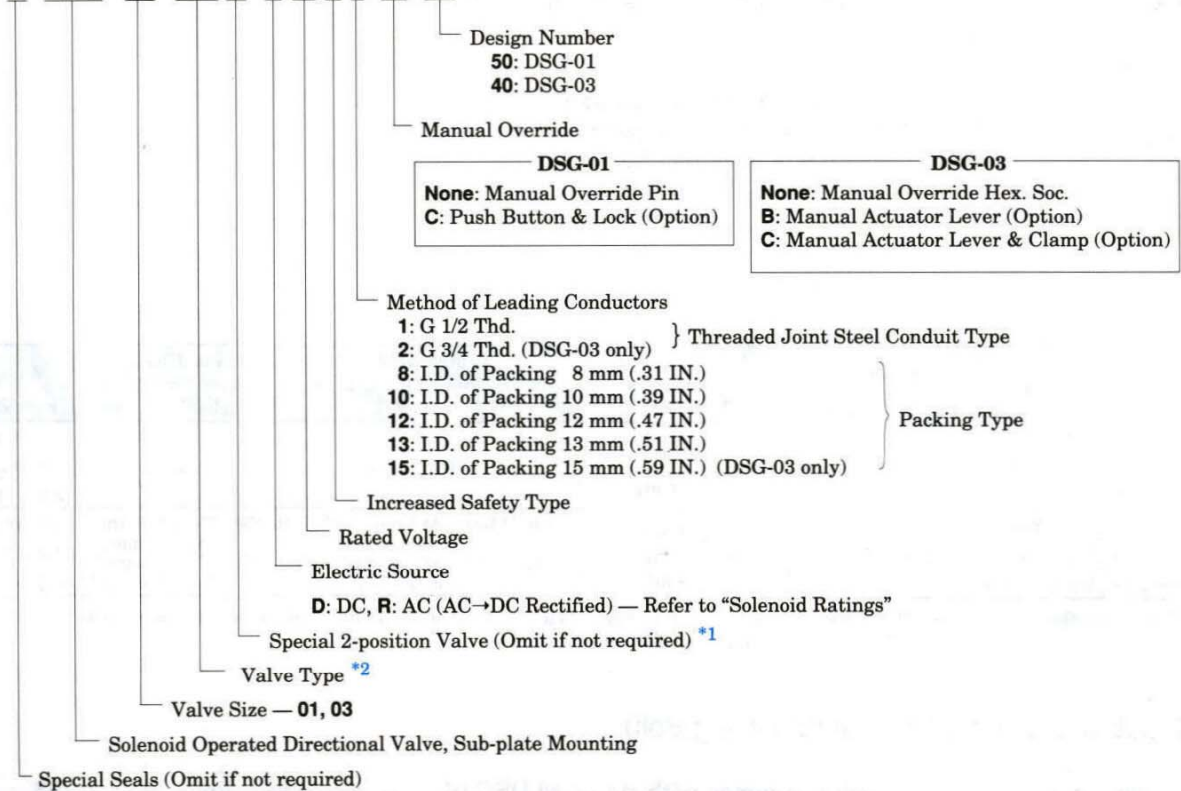 Design Number
50: DSG-01
40: DSG-03
Manual Override
DSG-01
None: Manual Override Pin
C: Push Button & Lock (Option)
DSG-03
None: Manual Override Hex. Soc.
B: Manual Actuator Lever (Option)
C: Manual Actuator Lever & Clamp (Option)
Method of Leading Conductors
1: G 1/2 Thd.
2: G 3/4 Thd. (DSG-03 only)
} Threaded Joint Steel Conduit Type
8: I.D. of Packing 8 mm (.31 IN.)
10: I.D. of Packing 10 mm (.39 IN.)
12: I.D. of Packing 12 mm (.47 IN.)
13: I.D. of Packing 13 mm (.51 IN.)
15: I.D. of Packing 15 mm (.59 IN.) (DSG-03 only)
Packing Type
Increased Safety Type
Rated Voltage
Electric Source
D: DC, R: AC (AC→DC Rectified) — Refer to “Solenoid Ratings”
Special 2-position Valve (Omit if not required) *1
Valve Type *2
Valve Size — 01, 03
Solenoid Operated Directional Valve, Sub-plate Mounting
Special Seals (Omit if not required)